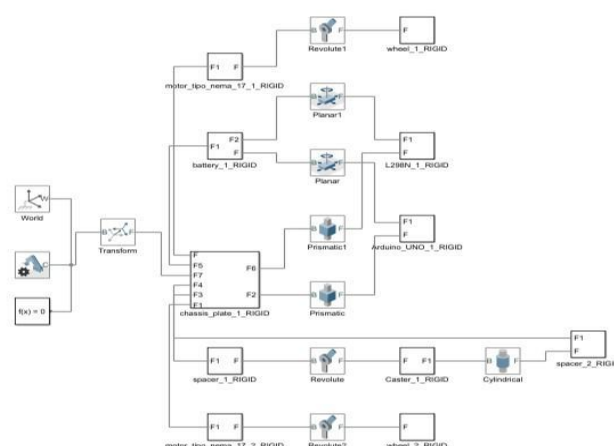 B F
Revolute1
F
wheel_1_RIGID
F1 F
motor_tipo_nema_17_1_RIGID
B F
Planar1
F1 F2
F
battery_1_RIGID
F
F
L298N_1_RIGID
B F
Planar
W
World
B F
Transform
C
f(x) = 0
B F
Prismatic1
F1
F
Arduino_UNO_1_RIGID
F
F5
F7
F4
F3
F1
F6
F2
chassis_plate_1_RIGID
B F
Prismatic
F1
F
spacer_2_RIGI
F1 F
spacer_1_RIGID
B F
Revolute
F F1
Caster_1_RIGID
B F
Cylindrical
F1 F
motor_tipo_nema_17_2_RIGID
B F
Revolute2
F
wheel_2_RIGID